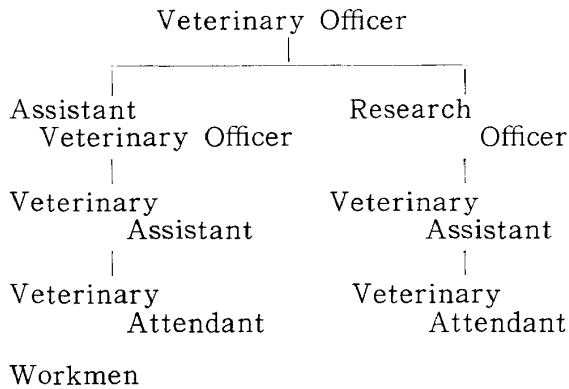 Veterinary Officer
Assistant Veterinary Officer
Research Officer
Veterinary Assistant
Veterinary Assistant
Veterinary Attendant
Veterinary Attendant
Workmen